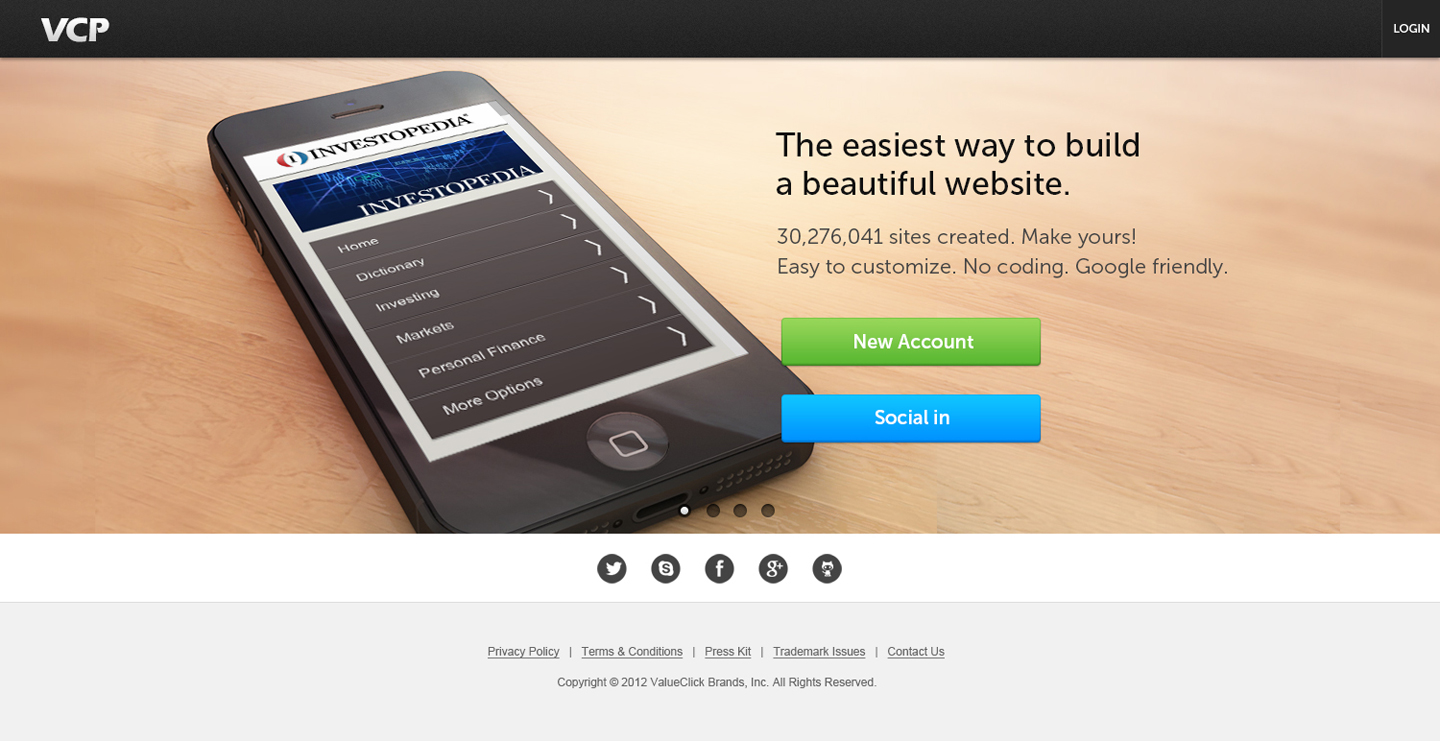 VCP
LOGIN
INVESTOPEDIA
INVESTOPEDIA
Home
Dictionary
Investing
Markets
Personal Finance
More Options
The easiest way to build
a beautiful website.
30,276,041 sites created. Make yours!
Easy to customize. No coding. Google friendly.
New Account
Social in
Privacy Policy | Terms & Conditions | Press Kit | Trademark Issues | Contact Us
Copyright © 2012 ValueClick Brands, Inc. All Rights Reserved.